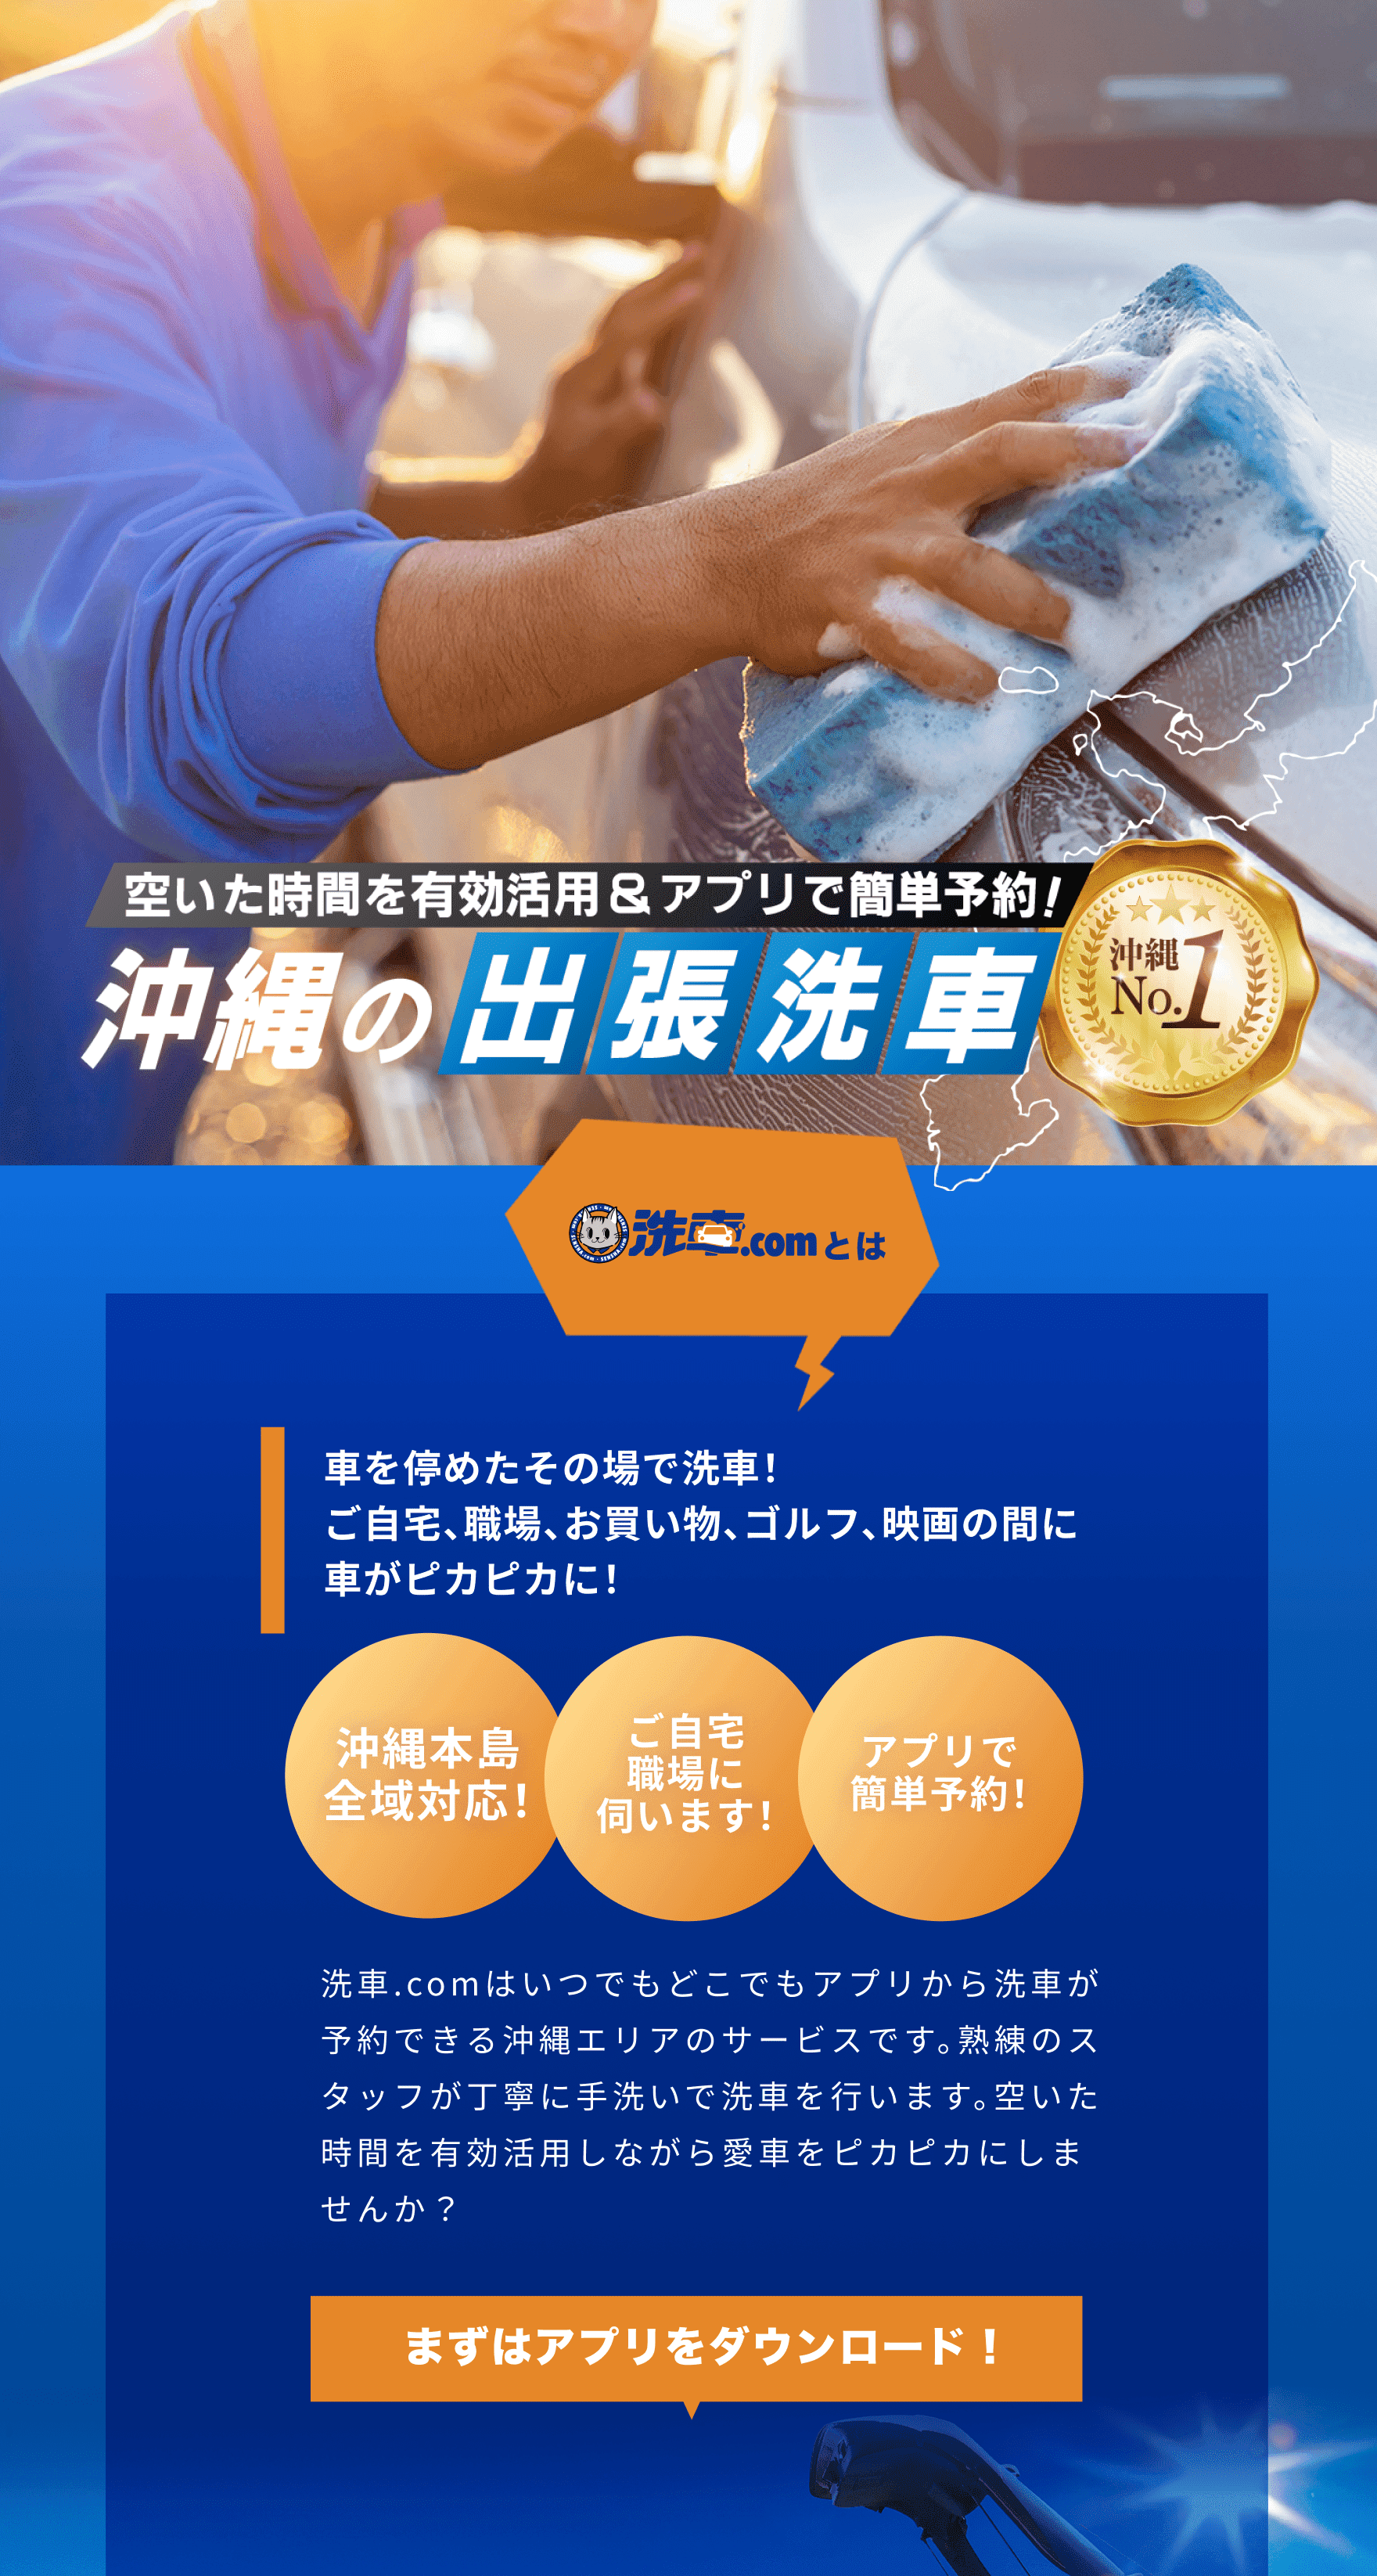 空いた時間を有効活用&アプリで簡単予約!
沖縄の出張洗車
沖縄
No.1
洗車.comとは
車を停めたその場で洗車!
ご自宅、職場、お買い物、ゴルフ、映画の間に
車がピカピカに!
沖縄本島
全域対応!
ご自宅
職場に
伺います!
アプリで
簡単予約!
洗車.comはいつでもどこでもアプリから洗車が
予約できる沖縄エリアのサービスです。熟練のス
タッフが丁寧に手洗いで洗車を行います。空いた
時間を有効活用しながら愛車をピカピカにしま
せんか？
まずはアプリをダウンロード！